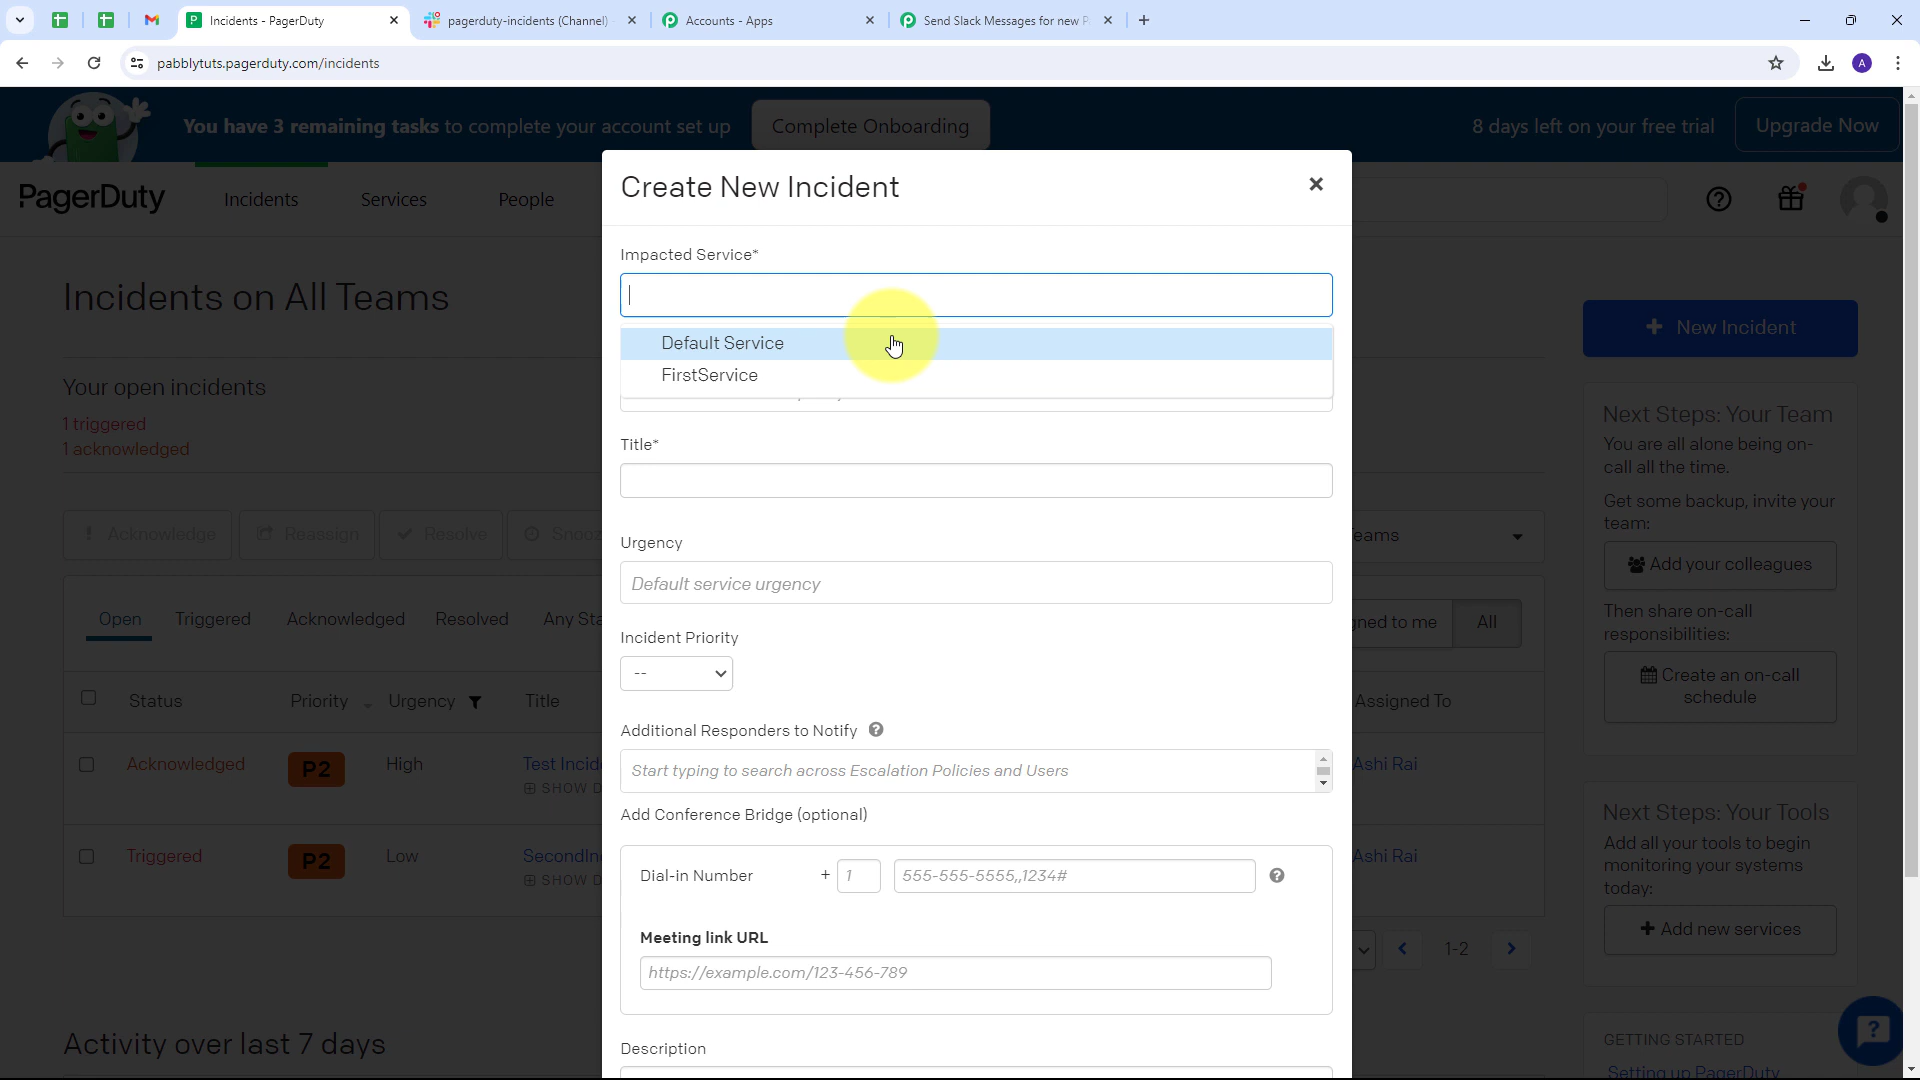 Incidents - PagerDuty
pagerduty-incidents (Channel)
Accounts - Apps
Send Slack Messages for new P
pabblytuts.pagerduty.com/incidents
A
You have 3 remaining tasks to complete your account set up
Complete Onboarding
8 days left on your free trial
Upgrade Now
PagerDuty
Incidents
Services
People
Create New Incident
Impacted Service*
Default Service
FirstService
Title*
Urgency
Default service urgency
Incident Priority
--
Additional Responders to Notify
Start typing to search across Escalation Policies and Users
Add Conference Bridge (optional)
Dial-in Number
+ 1
555-555-5555,,1234#
Meeting link URL
https://example.com/123-456-789
Description
Incidents on All Teams
Your open incidents
1 triggered
1 acknowledged
Acknowledge
Reassign
Resolve
Snooz
eams
Open
Triggered
Acknowledged
Resolved
Any Sta
gned to me
All
Status
Priority
Urgency
Title
Assigned To
Acknowledged
P2
High
Test Incid
SHOW D
Ashi Rai
Triggered
P2
Low
SecondIn
SHOW D
Ashi Rai
1-2
Activity over last 7 days
+ New Incident
Next Steps: Your Team
You are all alone being on-
call all the time.
Get some backup, invite your
team:
Add your colleagues
Then share on-call
responsibilities:
Create an on-call
schedule
Next Steps: Your Tools
Add all your tools to begin
monitoring your systems
today:
+ Add new services
GETTING STARTED
Setting up PagerDuty